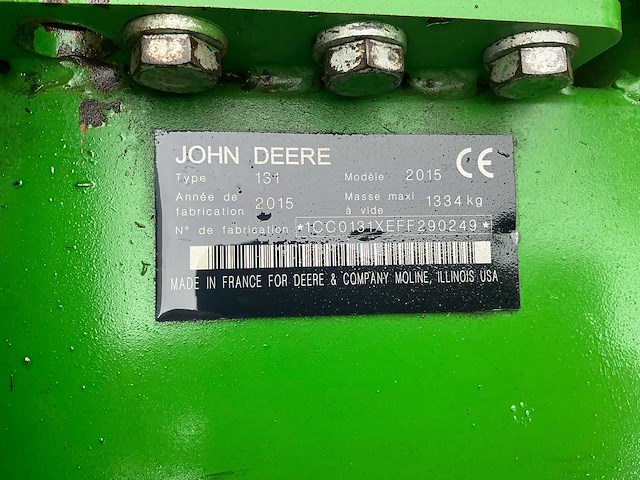 JOHN DEERE CE
Type 131 Modèle 2015
Année de fabrication 2015 Masse maxi à vide 1334 kg
N° de fabrication *1CC0131XEFF290249*
MADE IN FRANCE FOR DEERE & COMPANY MOLINE, ILLINOIS USA